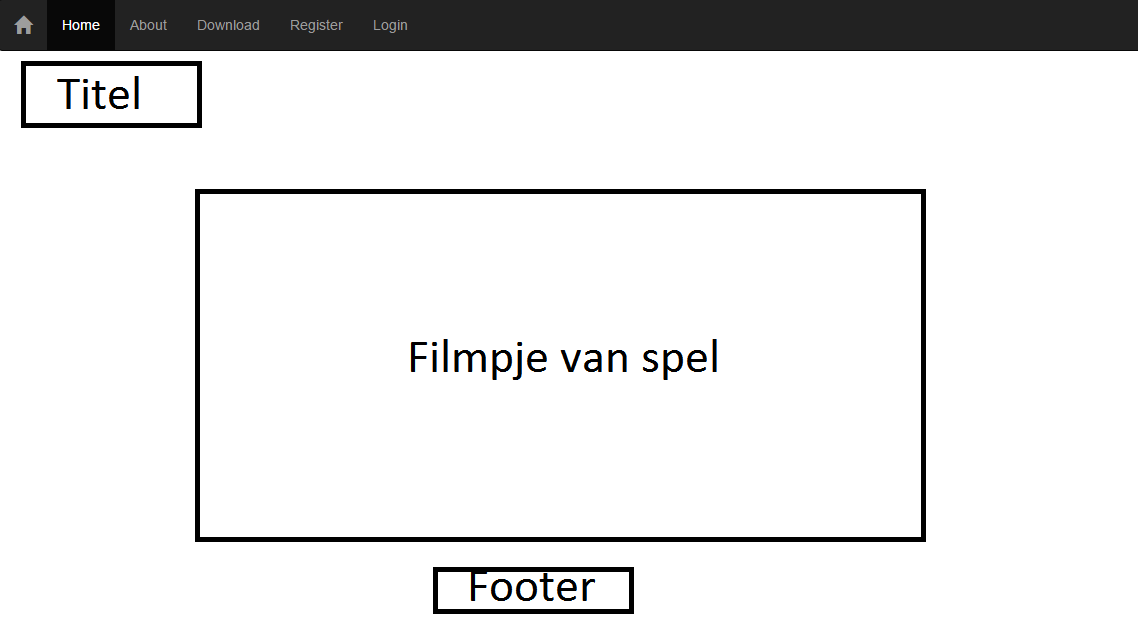 Home About Download Register Login
Titel
Filmpje van spel
Footer